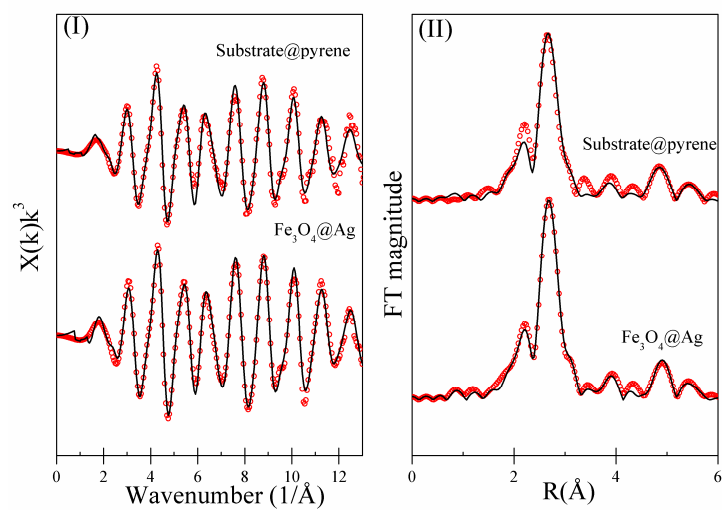 (I)
Substrate@pyrene
Fe₃O₄@Ag
X(k)k³
0 2 4 6 8 10 12
Wavenumber (1/Å)
(II)
Substrate@pyrene
Fe₃O₄@Ag
FT magnitude
0 2 4 6
R(Å)